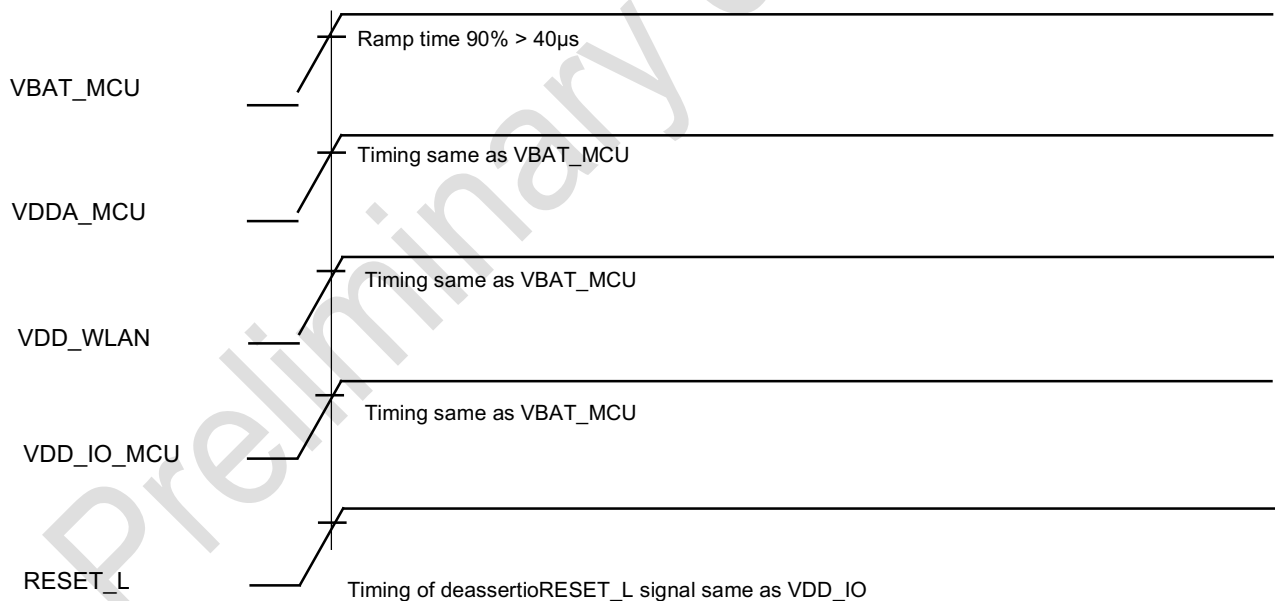 Ramp time 90% > 40µs
VBAT_MCU
Timing same as VBAT_MCU
VDDA_MCU
Timing same as VBAT_MCU
VDD_WLAN
Timing same as VBAT_MCU
VDD_IO_MCU
RESET_L
Timing of deassertioRESET_L signal same as VDD_IO
Preliminary